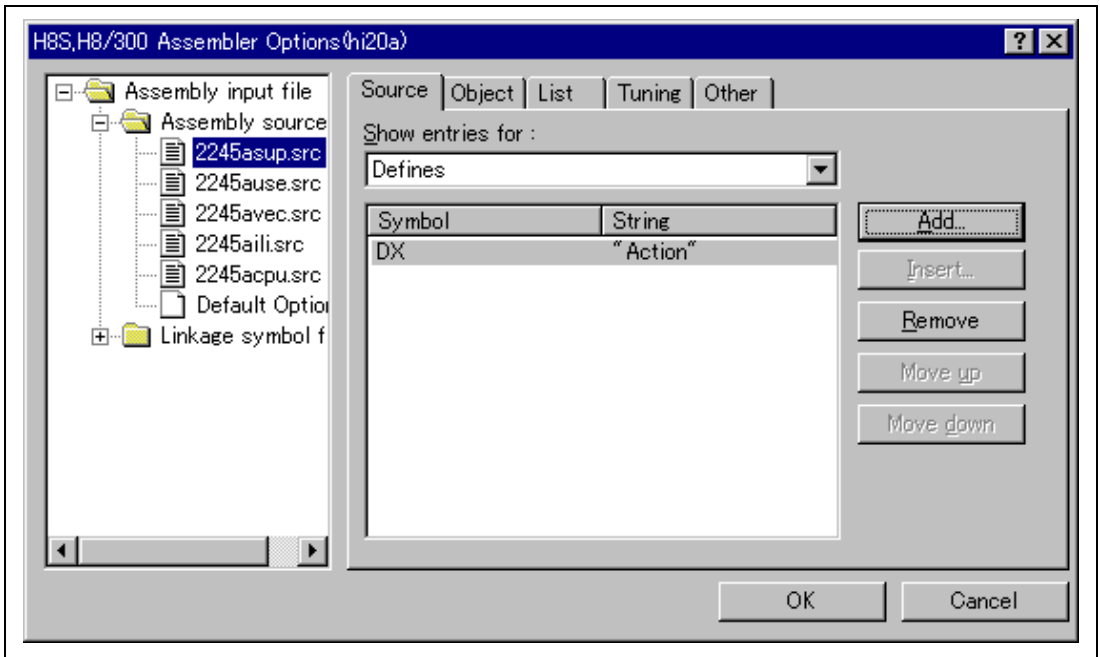 H8S,H8/300 Assembler Options(hi20a)
Assembly input file
Assembly source
2245asup.src
2245ause.src
2245avec.src
2245aili.src
2245acpu.src
Default Optio
Linkage symbol f
Source Object List Tuning Other
Show entries for :
Defines
Symbol String
DX "Action"
Add...
Insert...
Remove
Move up
Move down
OK Cancel